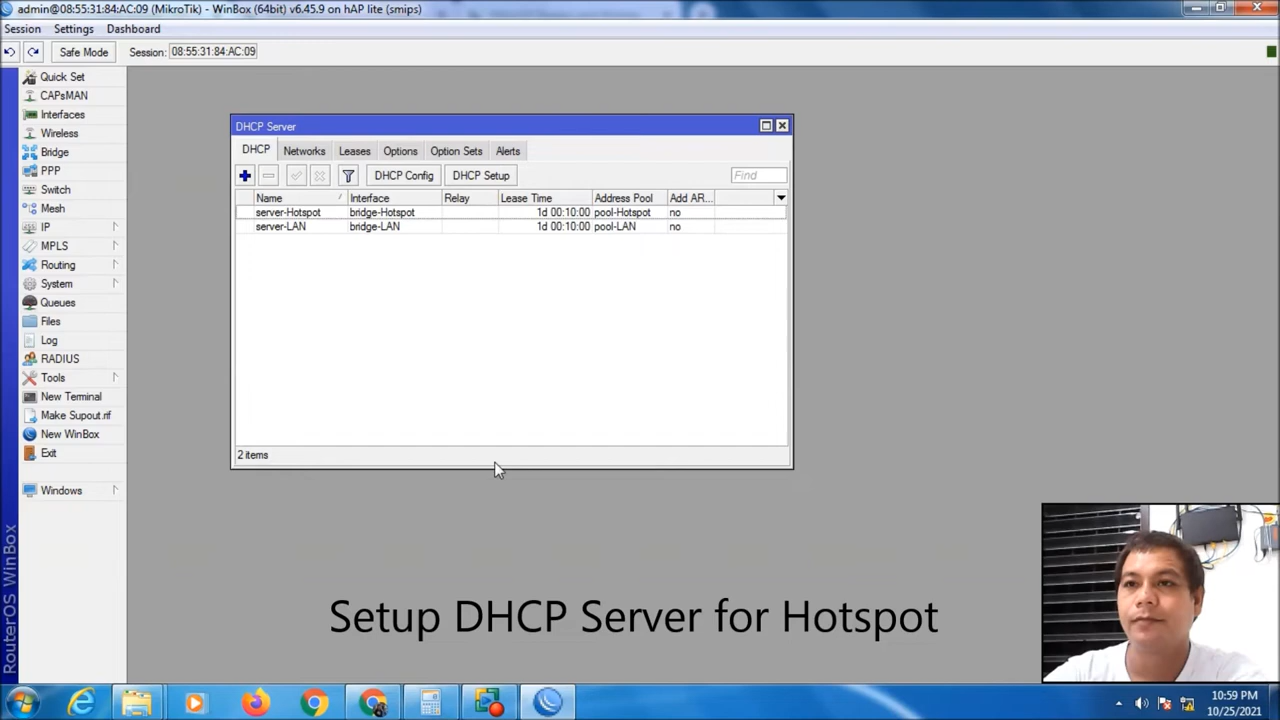 admin@08:55:31:84:AC:09 (MikroTik) - WinBox (64bit) v6.45.9 on hAP lite (smips)
Session Settings Dashboard
Safe Mode Session: 08:55:31:84:AC:09
Quick Set
CAPsMAN
Interfaces
Wireless
Bridge
PPP
Switch
Mesh
IP
MPLS
Routing
System
Queues
Files
Log
RADIUS
Tools
New Terminal
Make Supout.rif
New WinBox
Exit
Windows
RouterOS WinBox
DHCP Server
DHCP Networks Leases Options Option Sets Alerts
DHCP Config DHCP Setup Find
Name Interface Relay Lease Time Address Pool Add AR...
server-Hotspot bridge-Hotspot 1d 00:10:00 pool-Hotspot no
server-LAN bridge-LAN 1d 00:10:00 pool-LAN no
2 items
Setup DHCP Server for Hotspot
10:59 PM
10/25/2021